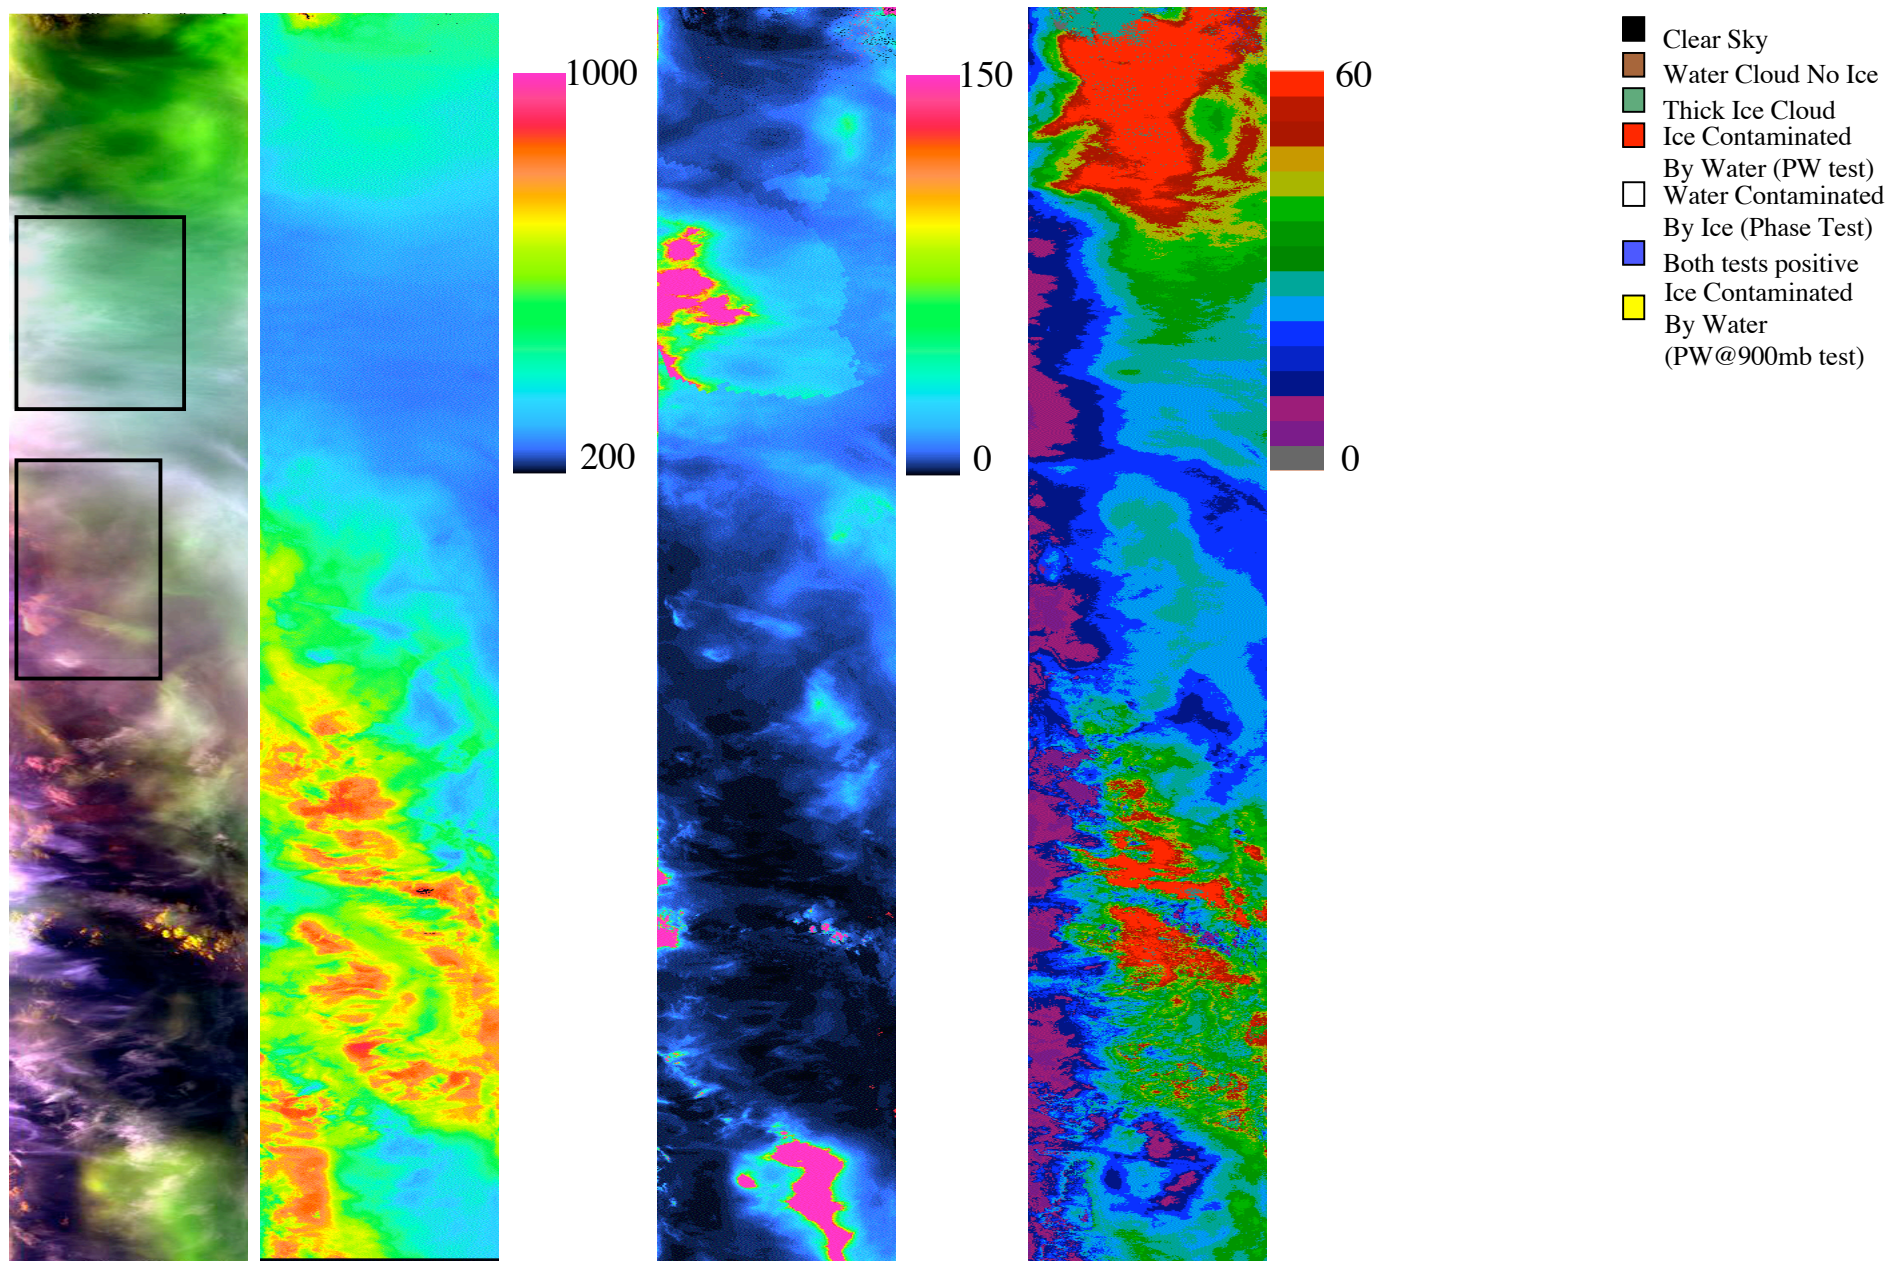 1000
200
150
0
60
0
Clear Sky
Water Cloud No Ice
Thick Ice Cloud
Ice Contaminated
By Water (PW test)
Water Contaminated
By Ice (Phase Test)
Both tests positive
Ice Contaminated
By Water
(PW@900mb test)